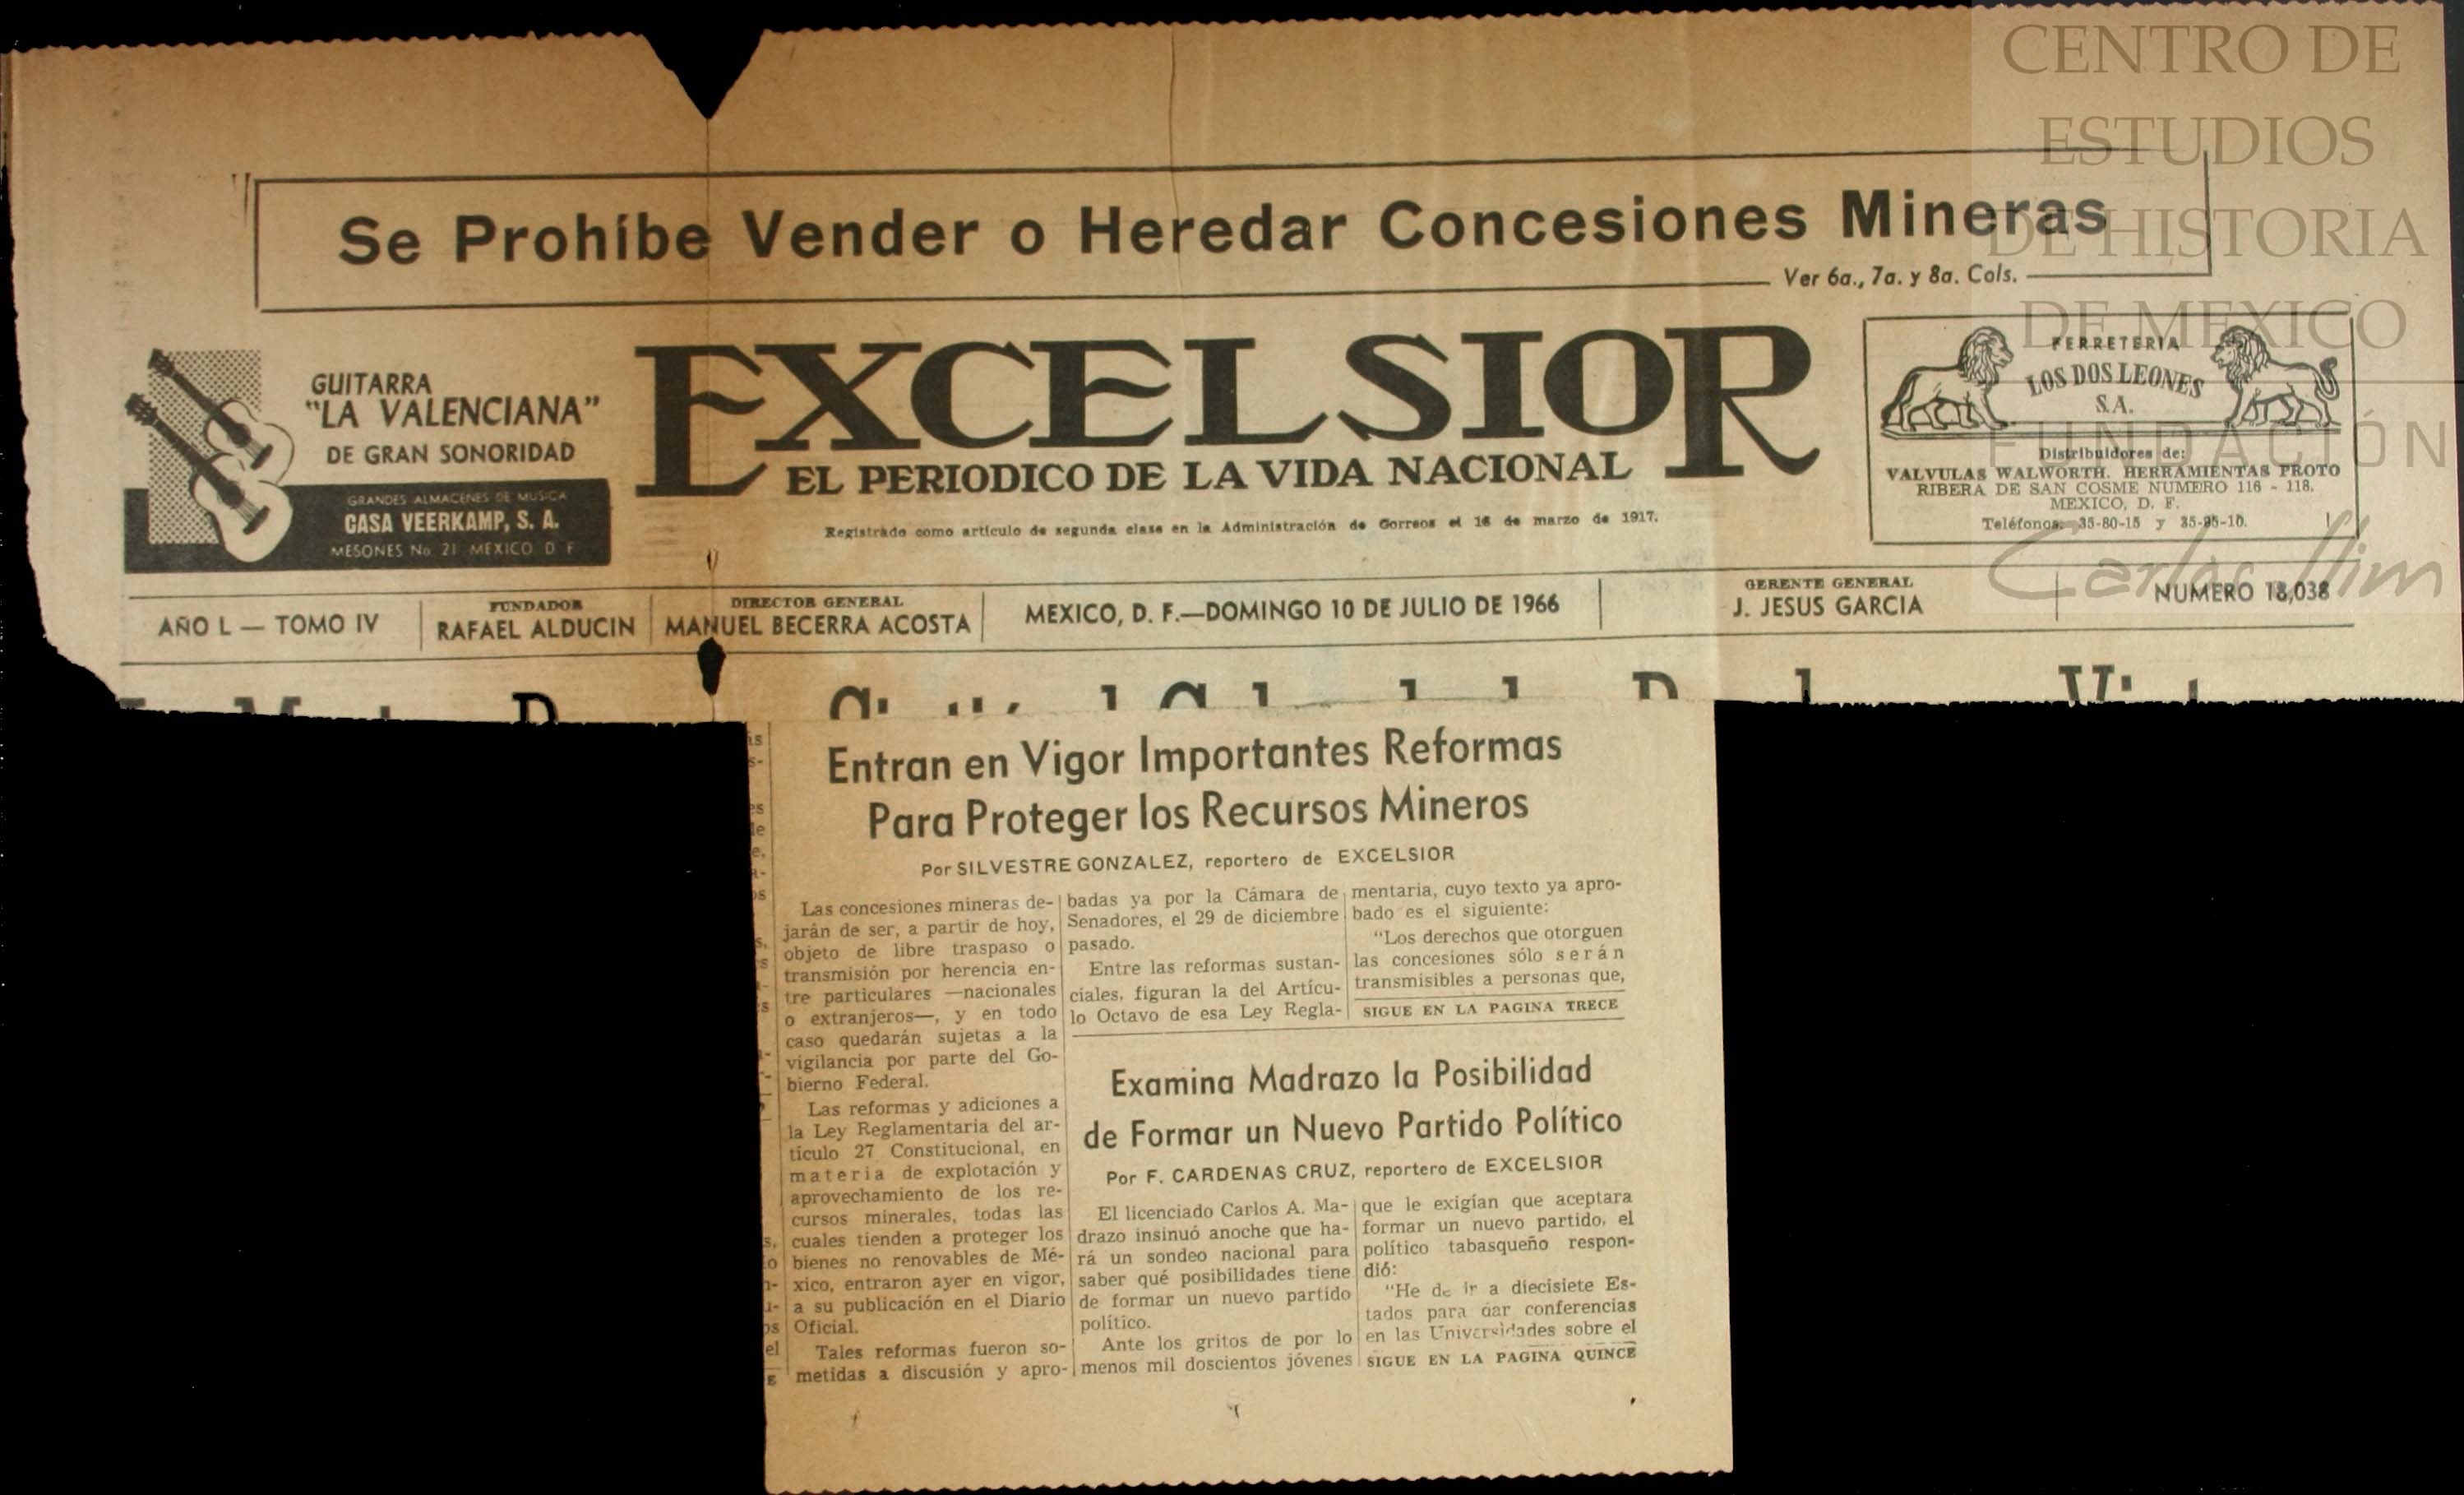 Se Prohíbe Vender o Heredar Concesiones Mineras
Ver 6a., 7a. y 8a. Cols.
GUITARRA
"LA VALENCIANA"
DE GRAN SONORIDAD
GRANDES ALMACENES DE MUSICA
CASA VEERKAMP, S. A.
MESONES No. 21 MEXICO D F
EXCELSIOR
EL PERIODICO DE LA VIDA NACIONAL
Registrado como artículo de segunda clase en la Administración de Correos el 18 de marzo de 1917.
FERRETERIA
LOS DOS LEONES
S.A.
Distribuidores de:
VALVULAS WALWORTH. HERRAMIENTAS PROTO
RIBERA DE SAN COSME NUMERO 116 - 118.
MEXICO, D. F.
Teléfonos: 35-80-15 y 35-95-10.
AÑO L — TOMO IV
FUNDADOR
RAFAEL ALDUCIN
DIRECTOR GENERAL
MANUEL BECERRA ACOSTA
MEXICO, D. F.—DOMINGO 10 DE JULIO DE 1966
GERENTE GENERAL
J. JESUS GARCIA
NUMERO 18,038
Entran en Vigor Importantes Reformas
Para Proteger los Recursos Mineros
Por SILVESTRE GONZALEZ, reportero de EXCELSIOR
Las concesiones mineras de-
jarán de ser, a partir de hoy,
objeto de libre traspaso o
transmisión por herencia en-
tre particulares —nacionales
o extranjeros—, y en todo
caso quedarán sujetas a la
vigilancia por parte del Go-
bierno Federal.
Las reformas y adiciones a
la Ley Reglamentaria del ar-
tículo 27 Constitucional, en
materia de explotación y
aprovechamiento de los re-
cursos minerales, todas las
cuales tienden a proteger los
bienes no renovables de Mé-
xico, entraron ayer en vigor,
a su publicación en el Diario
Oficial.
Tales reformas fueron so-
metidas a discusión y apro-
badas ya por la Cámara de
Senadores, el 29 de diciembre
pasado.
Entre las reformas sustan-
ciales, figuran la del Artícu-
lo Octavo de esa Ley Regla-
mentaria, cuyo texto ya apro-
bado es el siguiente:
"Los derechos que otorguen
las concesiones sólo serán
transmisibles a personas que,
SIGUE EN LA PAGINA TRECE
Examina Madrazo la Posibilidad
de Formar un Nuevo Partido Político
Por F. CARDENAS CRUZ, reportero de EXCELSIOR
El licenciado Carlos A. Ma-
drazo insinuó anoche que ha-
rá un sondeo nacional para
saber qué posibilidades tiene
de formar un nuevo partido
político.
Ante los gritos de por lo
menos mil doscientos jóvenes
que le exigían que aceptara
formar un nuevo partido, el
político tabasqueño respon-
dió:
"He de ir a diecisiete Es-
tados para dar conferencias
en las Universidades sobre el
SIGUE EN LA PAGINA QUINCE
CENTRO DE
ESTUDIOS
DE HISTORIA
DE MEXICO
FUNDACIÓN
Carlos Slim